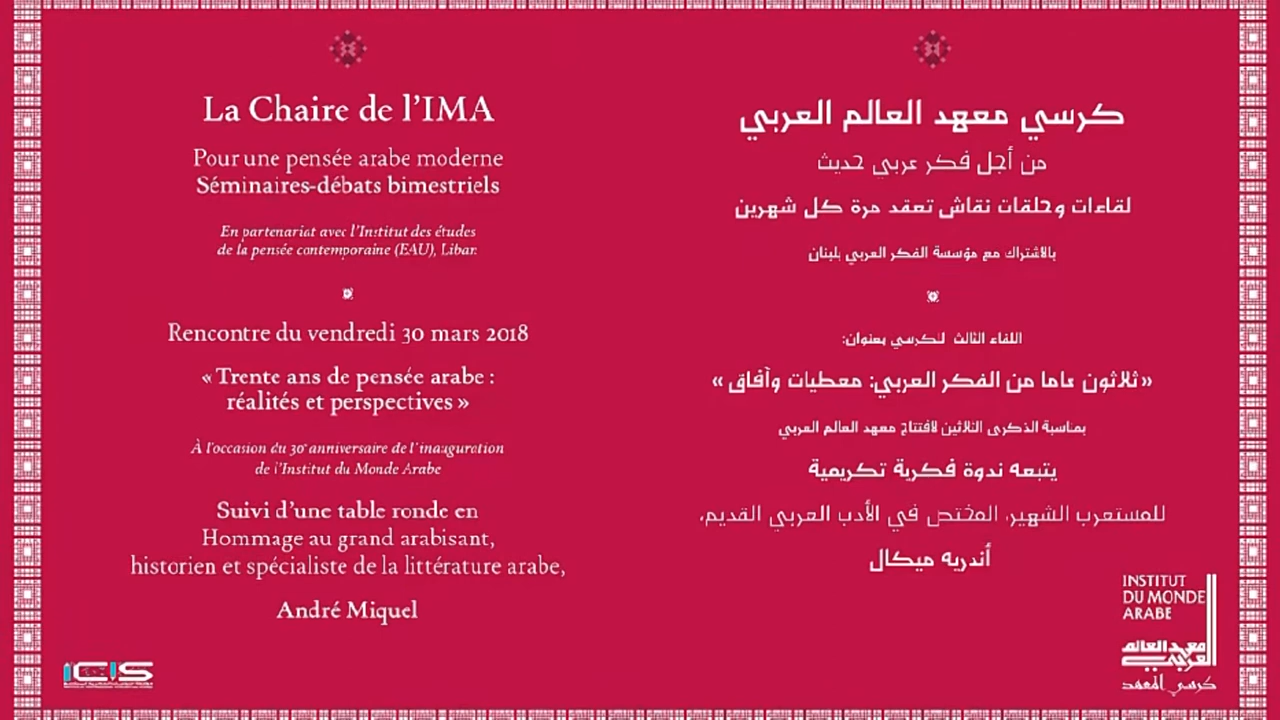 La Chaire de l'IMA
Pour une pensée arabe moderne
Séminaires-débats bimestriels
En partenariat avec l'Institut des études
de la pensée contemporaine (EAU), Liban.
Rencontre du vendredi 30 mars 2018
« Trente ans de pensée arabe :
réalités et perspectives »
À l'occasion du 30e anniversaire de l'inauguration
de l'Institut du Monde Arabe
Suivi d'une table ronde en
Hommage au grand arabisant,
historien et spécialiste de la littérature arabe,
André Miquel
كرسي معهد العالم العربي
من أجل فكر عربي حديث
لقاءات وحلقات نقاش تعقد مرة كل شهرين
بالاشتراك مع مؤسسة الفكر العربي بلبنان
اللقاء الثالث للكرسي بعنوان:
«ثلاثون عاما من الفكر العربي: معطيات وآفاق»
بمناسبة الذكرى الثلاثين لافتتاح معهد العالم العربي
يتبعه ندوة فكرية تكريمية
للمستعرب الشهير، المختص في الأدب العربي القديم،
أندريه ميكال
INSTITUT
DU MONDE
ARABE
معهد العالم
العربي
كرسي المعهد
ICIS